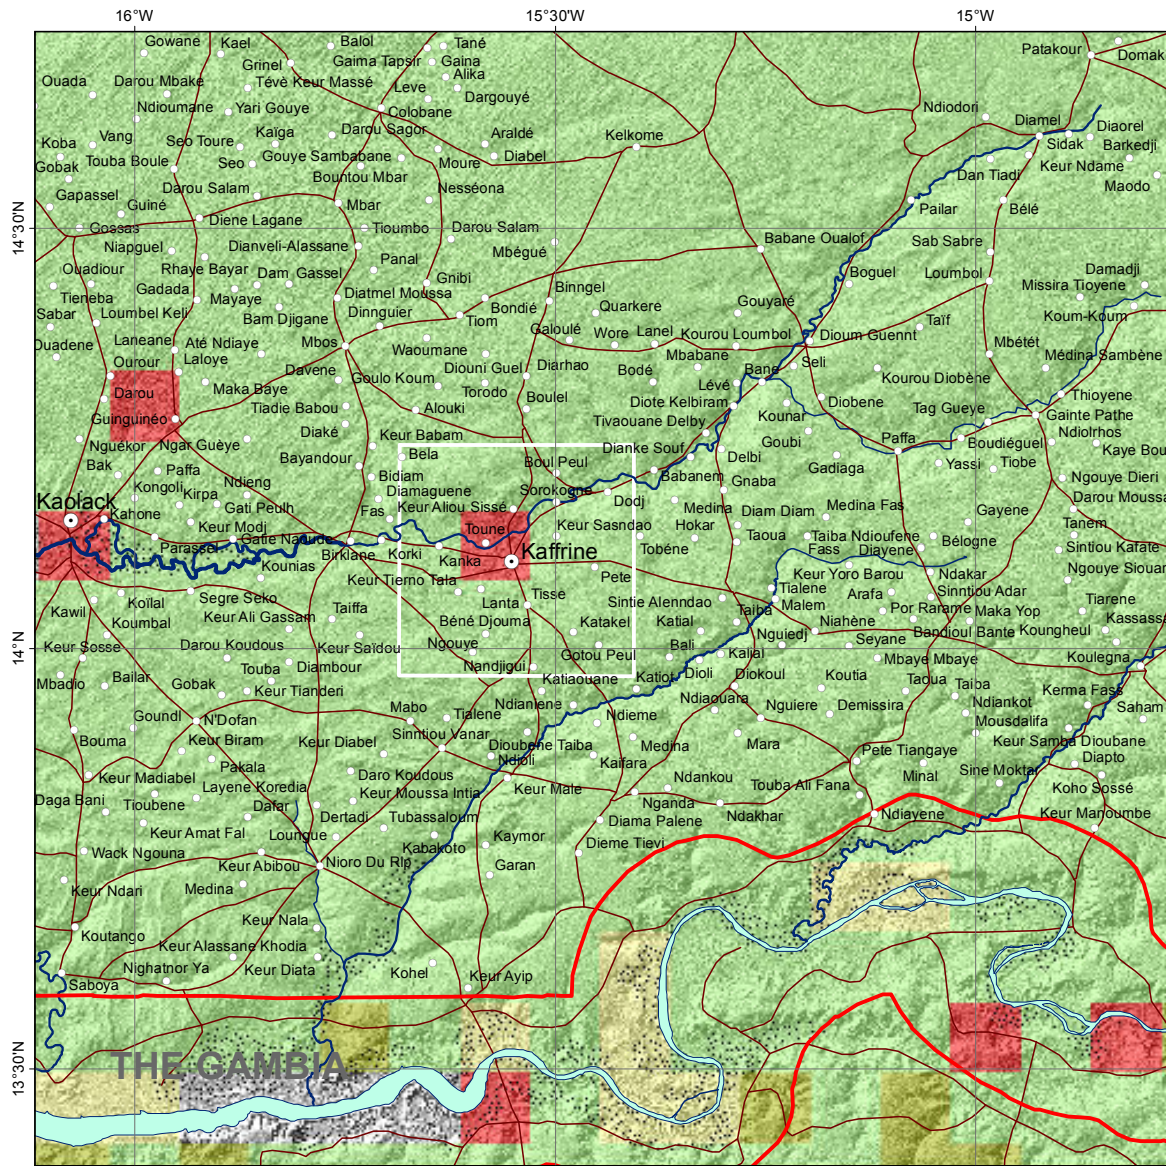 16°W 15°30'W 15°W
Gowane Kael Balol Tané Patakour Domak
Grinel Gaima Tapsir Gaina
Ouada Darou Mbake Tévè Keur Massé Leve Alika
Ndioumane Yari Gouye Colobane Dargouyé Ndiodori
Koba Vang Seo Toure Kaïga Darou Sagor Araldé Kelkome Diamel Diaorel
Gobak Touba Boule Seo Gouye Sambabane Moure Diabel Sidak Barkedji
Bountou Mbar Dan Tiadi Keur Ndame
Gapassel Guiné Darou Salam Mbar Nesséona Pailar Bélé Maodo
14°30'N
Gossas Diene Lagane Tioumbo Darou Salam Babane Oualof Sab Sabre
Niapguel Dianveli-Alassane Mbégué
Ouadiour Rhaye Bayar Dam Gassel Panal Gnibi Binngel Boguel Loumbol Damadji
Tieneba Gadada Mayaye Diatmel Moussa Bondié Quarkere Gouyaré Missira Tioyene
Sabar Loumbel Keli Bam Djigane Dinnguier Tiom Galoulé Wore Lanel Kourou Loumbol Dioum Guennt Taïf Koum-Koum
Ouadene Laneane Até Ndiaye Mbos Waoumane Mbabane Mbétét
Ourour Laloye Davene Diouni Guel Diarhao Bodé Bane Seli Médina Sambène
Darou Maka Baye Goulo Koum Torodo Lévé Kourou Diobène
Guinguinéo Tiadie Babou Alouki Boulel Diote Kelbiram Diobene Tag Gueye Thioyene
Diaké Tivaouane Delby Kounar Gainte Pathe
Nguékor Ngar Guèye Keur Babam Dianke Souf Goubi Paffa Boudiéguel Ndiolrhos
Bak Paffa Bayandour Bela Boul Peul Babanem Delbi Gadiaga Yassi Tiobe Kaye Bou
Kongoli Kirpa Ndieng Bidiam Diamaguene Sorokogne Dodj Gnaba Ngouye Dieri
Kaolack Gati Peulh Fas Keur Aliou Sissé Medina Diam Diam Medina Fas Gayene Darou Moussa
Kahone Keur Modj Toune Keur Sasndao Hokar Tanem
Parassel Gatie Naoude Birklane Korki Kanka Kaffrine Tobéne Taoua Taiba Ndioufene Bélogne Sintiou Kafate
Kounias Keur Tierno Tala Pete Fass Diayene Ndakar Ngouye Siouar
Segre Seko Lanta Tisse Keur Yoro Barou
Kawil Koïlal Keur Ali Gassam Taiffa Sintie Alenndao Taiba Tialene Arafa Sinntiou Adar Tiarene
Koumbal Béné Djouma Katakel Katial Malem Por Rarame Maka Yop Kassass
14°N
Keur Sosse Darou Koudous Keur Saïdou Ngouye Gotou Peul Bali Kalial Nguiedj Niahène Seyane Bandioul Bante Koungheul
Mbadio Bailar Touba Diambour Nandjigui Katiaouane Katiot Dioli Diokoul Mbaye Mbaye Koulegna
Gobak Keur Tianderi Koutia Taoua Taiba Kerma Fass
Goundl N'Dofan Mabo Tialene Ndianlene Ndieme Ndiaouara Nguiere Demissira Ndiankot Saham
Bouma Keur Biram Keur Diabel Sinntiou Vanar Dioubene Taiba Medina Mara Mousdalifa
Pakala Ndioli Kaifara Pete Tiangaye Keur Samba Dioubane
Keur Madiabel Daro Koudous Keur Male Ndankou Minal Sine Moktar Diapto
Daga Bani Layene Koredia Keur Moussa Intia Nganda Touba Ali Fana Koho Sossé
Tioubene Dafar Dertadi Tubassaloum Diama Palene Ndakhar Ndiayene Keur Manoumbe
Keur Amat Fal Loungue Kaymor Dieme Tievi
Wack Ngouna Keur Abibou Nioro Du Rip Kabakoto Garan
Keur Ndari Medina
Koutango Keur Nala
Keur Alassane Khodia
Nighatnor Ya Keur Diata Kohel Keur Ayip
Saboya
13°30'N
THE GAMBIA